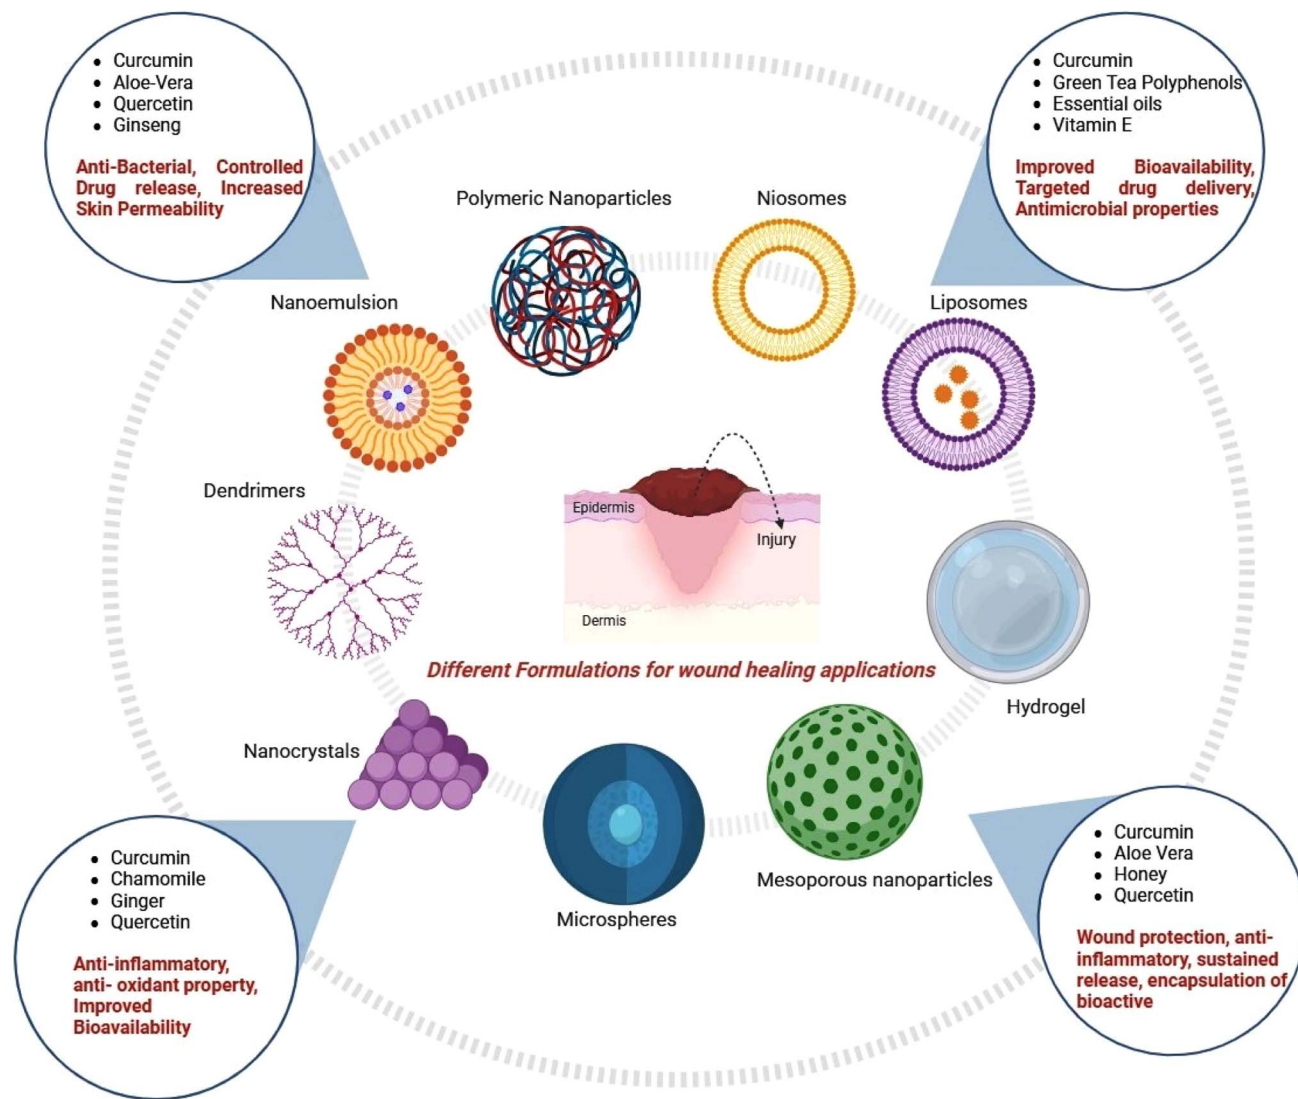 • Curcumin
• Aloe-Vera
• Quercetin
• Ginseng
Anti-Bacterial, Controlled
Drug release, Increased
Skin Permeability
• Curcumin
• Green Tea Polyphenols
• Essential oils
• Vitamin E
Improved Bioavailability,
Targeted drug delivery,
Antimicrobial properties
Polymeric Nanoparticles
Niosomes
Nanoemulsion
Liposomes
Dendrimers
Epidermis
Injury
Dermis
Different Formulations for wound healing applications
Hydrogel
Nanocrystals
Mesoporous nanoparticles
Microspheres
• Curcumin
• Chamomile
• Ginger
• Quercetin
Anti-inflammatory,
anti- oxidant property,
Improved
Bioavailability
• Curcumin
• Aloe Vera
• Honey
• Quercetin
Wound protection, anti-
inflammatory, sustained
release, encapsulation of
bioactive